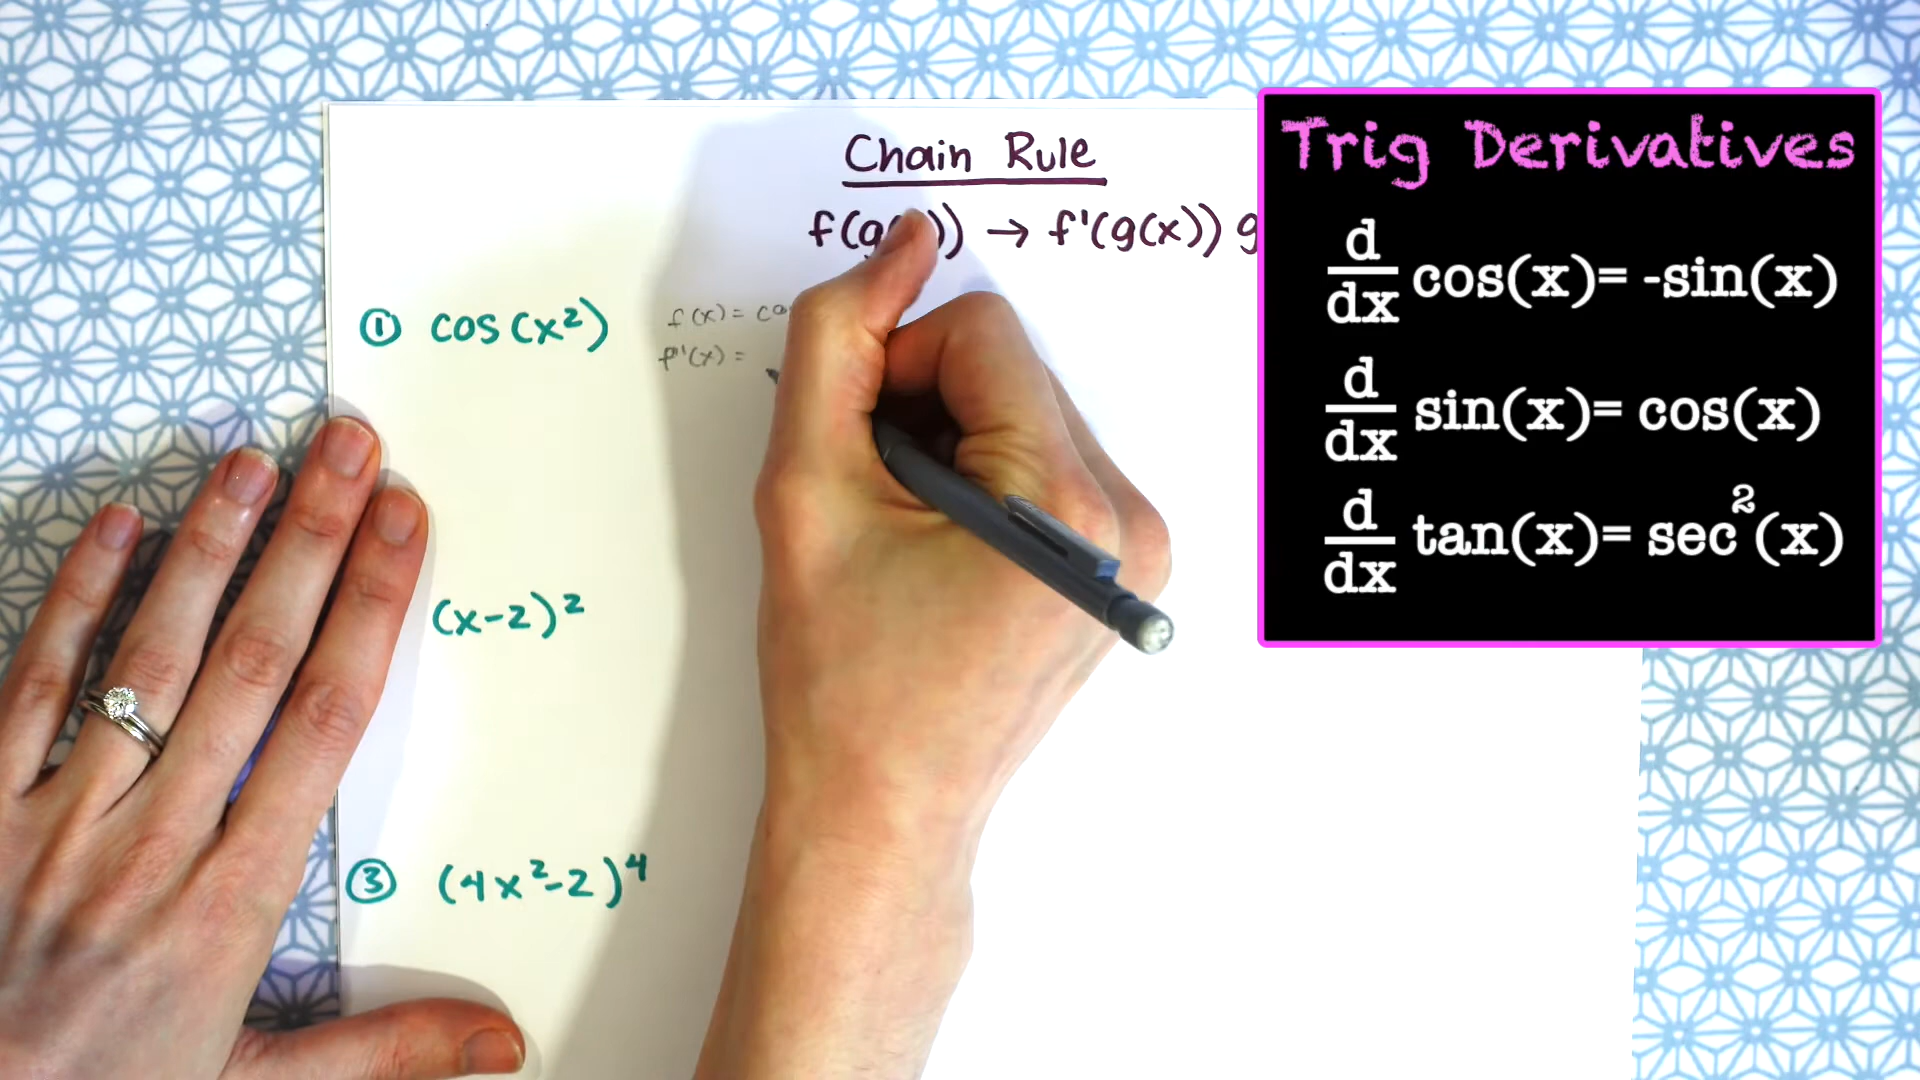 Chain Rule
f(g( )) → f'(g(x)) g
① cos(x²)
f(x) = co
f'(x) =
(x-2)²
③ (4x²-2)⁴
Trig Derivatives
d/dx cos(x)= -sin(x)
d/dx sin(x)= cos(x)
d/dx tan(x)= sec²(x)